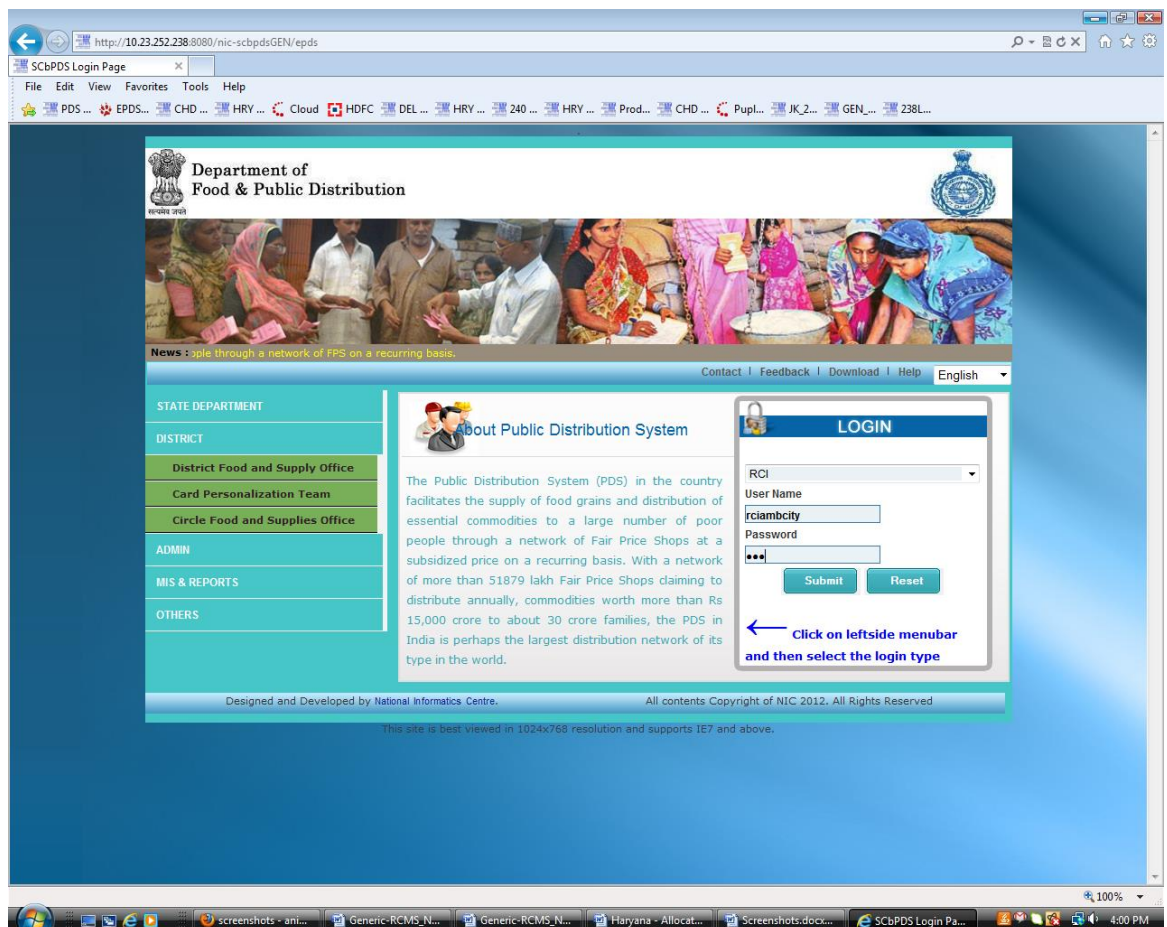 http://10.23.252.238:8080/nic-scbpdsGEN/epds
SCbPDS Login Page
File Edit View Favorites Tools Help
PDS ... EPDS... CHD ... HRY ... Cloud HDFC DEL ... HRY ... 240 ... HRY ... Prod... CHD ... Pupl... JK_2... GEN_... 238L...
Department of
Food & Public Distribution
सत्यमेव जयते
News : ople through a network of FPS on a recurring basis.
Contact | Feedback | Download | Help English
STATE DEPARTMENT
DISTRICT
District Food and Supply Office
Card Personalization Team
Circle Food and Supplies Office
ADMIN
MIS & REPORTS
OTHERS
About Public Distribution System
The Public Distribution System (PDS) in the country
facilitates the supply of food grains and distribution of
essential commodities to a large number of poor
people through a network of Fair Price Shops at a
subsidized price on a recurring basis. With a network
of more than 51879 lakh Fair Price Shops claiming to
distribute annually, commodities worth more than Rs
15,000 crore to about 30 crore families, the PDS in
India is perhaps the largest distribution network of its
type in the world.
LOGIN
RCI
User Name
rciambcity
Password
•••
Submit Reset
Click on leftside menubar
and then select the login type
Designed and Developed by National Informatics Centre. All contents Copyright of NIC 2012. All Rights Reserved
This site is best viewed in 1024x768 resolution and supports IE7 and above.
100%
screenshots - ani... Generic-RCMS_N... Generic-RCMS_N... Haryana - Allocat... Screenshots.docx... SCbPDS Login Pa... 4:00 PM